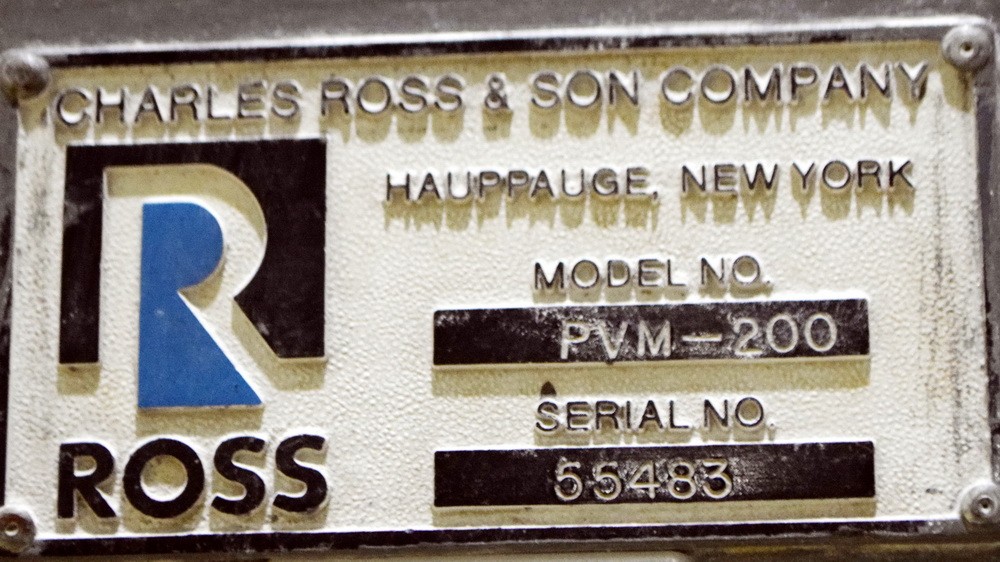 CHARLES ROSS & SON COMPANY
HAUPPAUGE, NEW YORK
MODEL NO.
PVM-200
SERIAL NO.
55483
R
ROSS